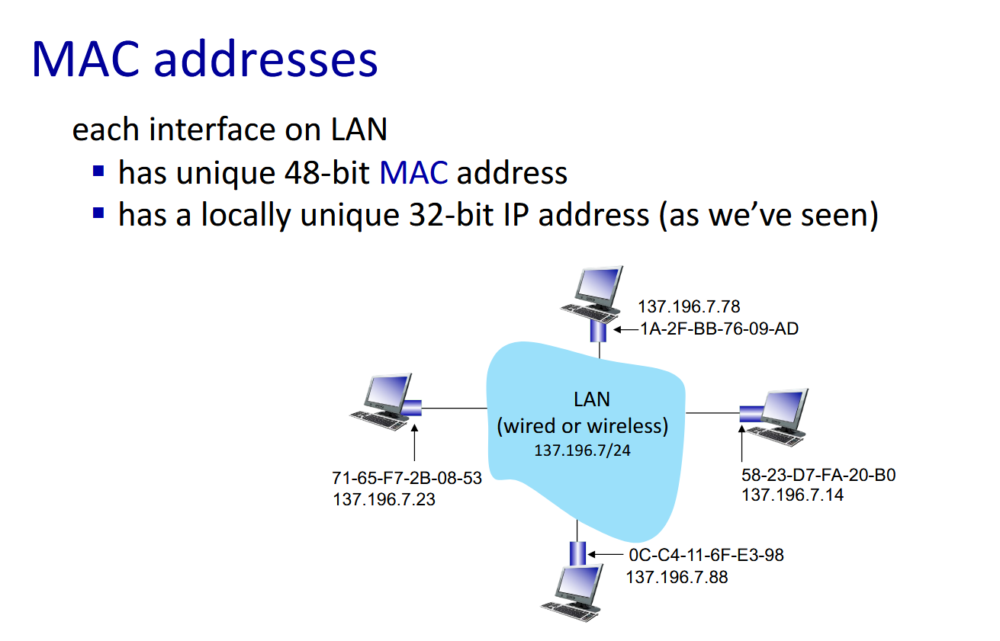 MAC addresses
each interface on LAN
▪ has unique 48-bit MAC address
▪ has a locally unique 32-bit IP address (as we’ve seen)
137.196.7.78
1A-2F-BB-76-09-AD
LAN
(wired or wireless)
137.196.7/24
71-65-F7-2B-08-53
137.196.7.23
58-23-D7-FA-20-B0
137.196.7.14
0C-C4-11-6F-E3-98
137.196.7.88